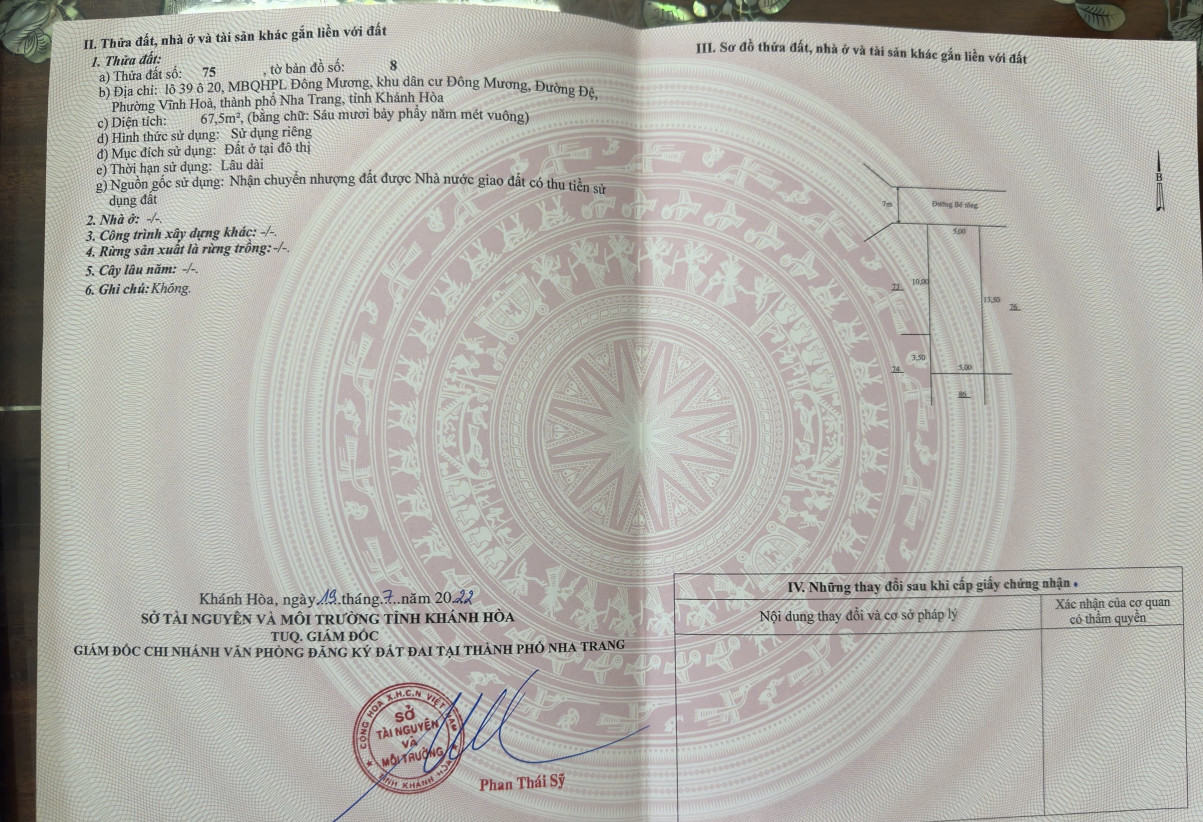 II. Thửa đất, nhà ở và tài sản khác gắn liền với đất
1. Thửa đất:
a) Thửa đất số: 75 , tờ bản đồ số: 8
b) Địa chỉ: lô 39 ô 20, MBQHPL Đông Mương, khu dân cư Đông Mương, Đường Đệ,
Phường Vĩnh Hoà, thành phố Nha Trang, tỉnh Khánh Hòa
c) Diện tích: 67,5m², (bằng chữ: Sáu mươi bảy phẩy năm mét vuông)
d) Hình thức sử dụng: Sử dụng riêng
đ) Mục đích sử dụng: Đất ở tại đô thị
e) Thời hạn sử dụng: Lâu dài
g) Nguồn gốc sử dụng: Nhận chuyển nhượng đất được Nhà nước giao đất có thu tiền sử
dụng đất
2. Nhà ở: -/-.
3. Công trình xây dựng khác: -/-.
4. Rừng sản xuất là rừng trồng: -/-.
5. Cây lâu năm: -/-.
6. Ghi chú: Không.
Khánh Hòa, ngày 19 tháng 7 năm 2022
SỞ TÀI NGUYÊN VÀ MÔI TRƯỜNG TỈNH KHÁNH HÒA
TUQ. GIÁM ĐỐC
GIÁM ĐỐC CHI NHÁNH VĂN PHÒNG ĐĂNG KÝ ĐẤT ĐAI TẠI THÀNH PHỐ NHA TRANG
CỘNG HÒA X.H.C.N VIỆT NAM
SỞ
TÀI NGUYÊN
VÀ
MÔI TRƯỜNG
TỈNH KHÁNH HÒA
Phan Thái Sỹ
III. Sơ đồ thửa đất, nhà ở và tài sản khác gắn liền với đất
B
7m
Đường Bê tông
5,00
10,00
13,50
76
3,50
5,00
86
IV. Những thay đổi sau khi cấp giấy chứng nhận
Nội dung thay đổi và cơ sở pháp lý
Xác nhận của cơ quan
có thẩm quyền